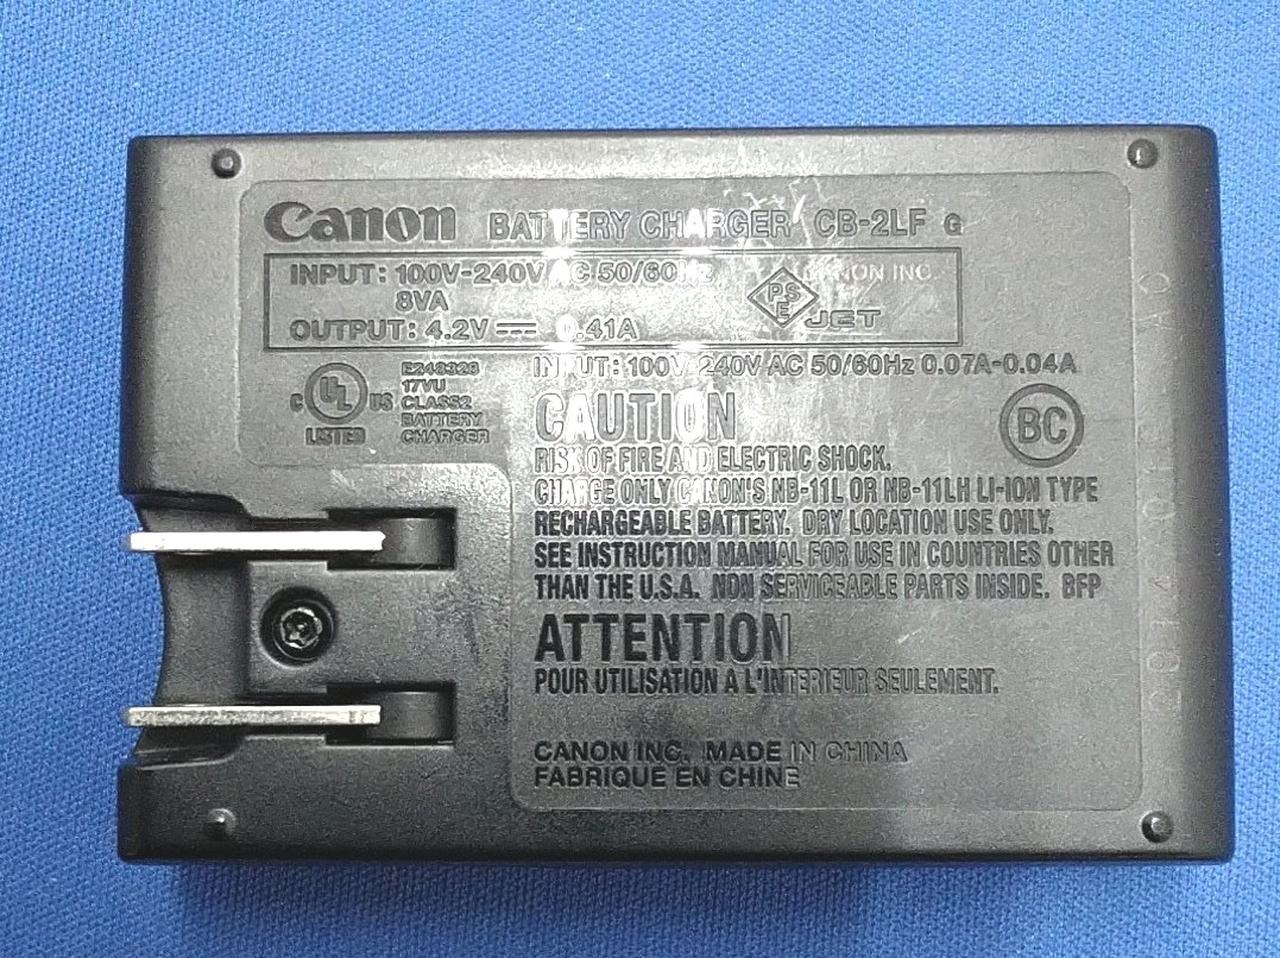 Canon BATTERY CHARGER CB-2LF G
INPUT: 100V-240V AC 50/60Hz
8VA
OUTPUT: 4.2V ⎓ 0.41A
PS
E
JET
CANON INC.
INPUT: 100V-240V AC 50/60Hz 0.07A-0.04A
C UL US
LISTED
E248328
17VU
CLASS2
BATTERY
CHARGER
CAUTION
BC
RISK OF FIRE AND ELECTRIC SHOCK.
CHARGE ONLY CANON'S NB-11L OR NB-11LH LI-ION TYPE
RECHARGEABLE BATTERY. DRY LOCATION USE ONLY.
SEE INSTRUCTION MANUAL FOR USE IN COUNTRIES OTHER
THAN THE U.S.A. NON SERVICEABLE PARTS INSIDE. BFP
ATTENTION
POUR UTILISATION A L'INTERIEUR SEULEMENT.
CANON INC. MADE IN CHINA
FABRIQUE EN CHINE